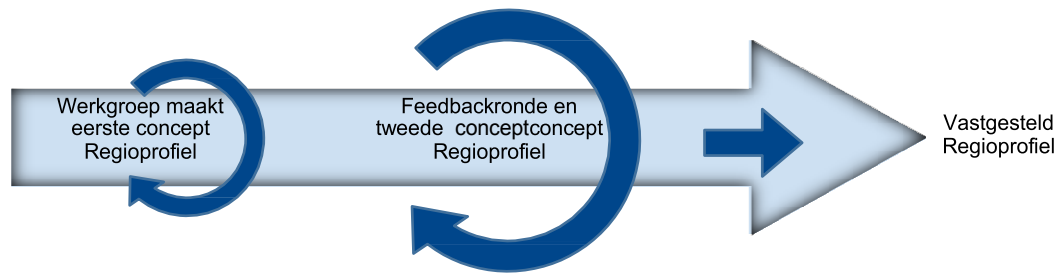 Werkgroep maakt
eerste concept
Regioprofiel
Feedbackronde en
tweede conceptconcept
Regioprofiel
Vastgesteld
Regioprofiel